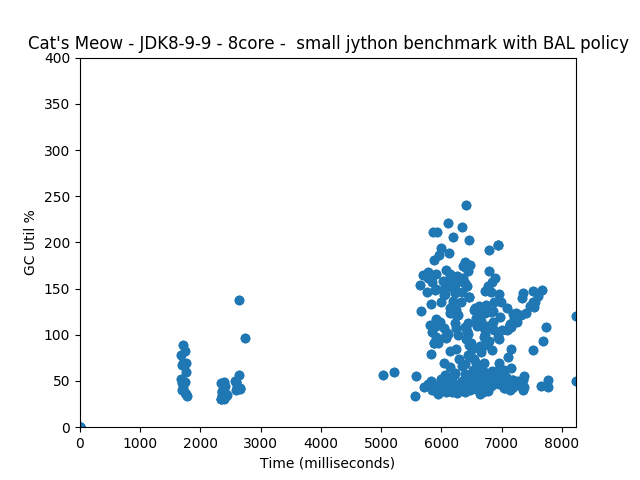 Cat's Meow - JDK8-9-9 - 8core -  small jython benchmark with BAL policy
400
350
300
250
200
150
100
50
0
GC Util %
0 1000 2000 3000 4000 5000 6000 7000 8000
Time (milliseconds)